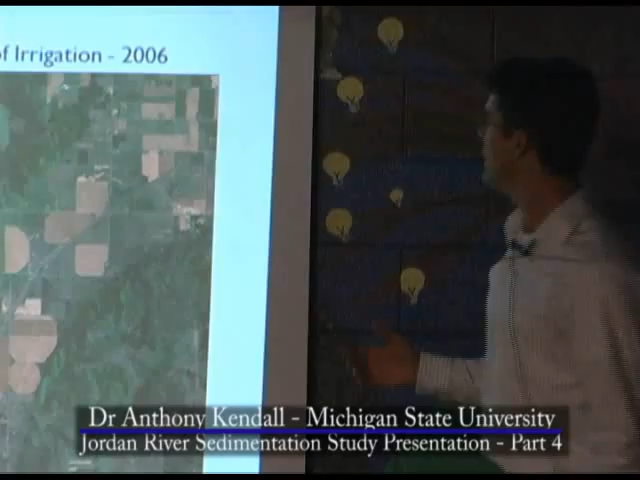 of Irrigation - 2006
Dr Anthony Kendall - Michigan State University
Jordan River Sedimentation Study Presentation - Part 4